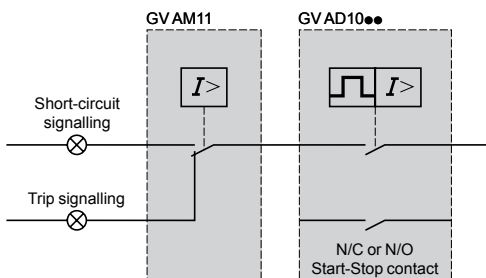 GV AM11
GV AD10●●
I>
I>
Short-circuit
signalling
Trip signalling
N/C or N/O
Start-Stop contact